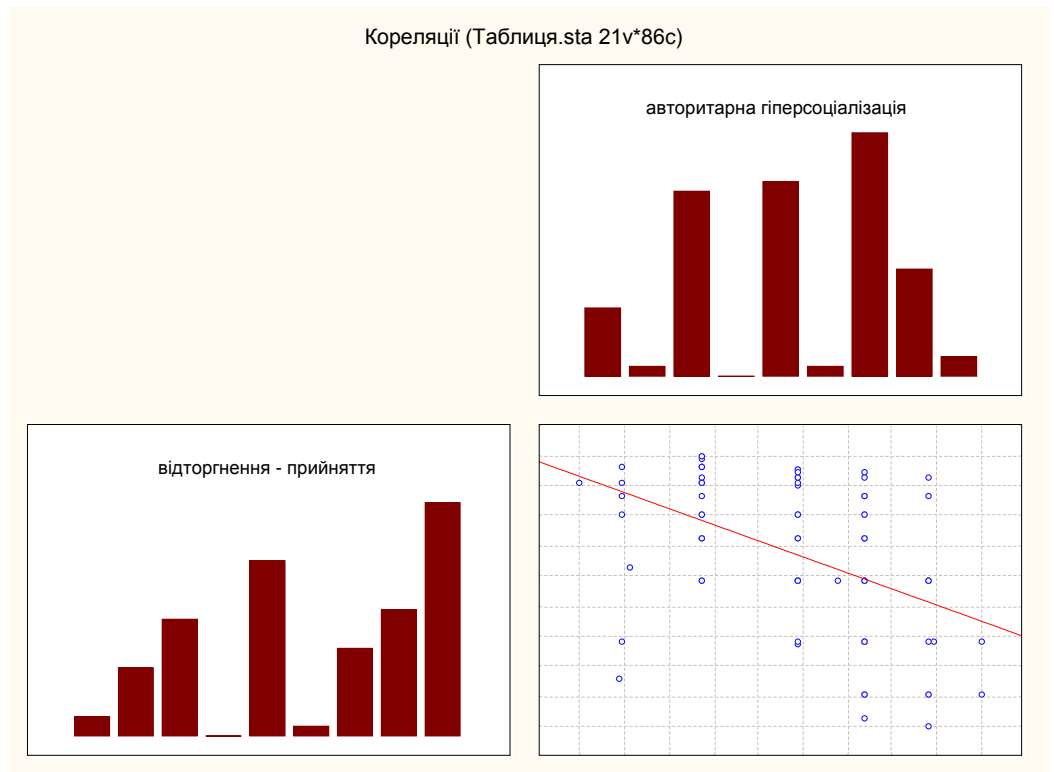 Кореляції (Таблиця.sta 21v*86c)
авторитарна гіперсоціалізація
відторгнення - прийняття